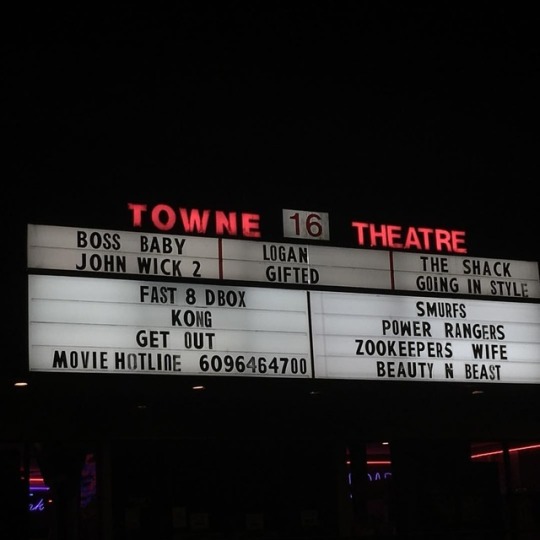 TOWNE 16 THEATRE
BOSS BABY
JOHN WICK 2
LOGAN
GIFTED
THE SHACK
GOING IN STYLE
FAST 8 DBOX
KONG
GET OUT
MOVIE HOTLINE 6096464700
SMURFS
POWER RANGERS
ZOOKEEPERS WIFE
BEAUTY N BEAST